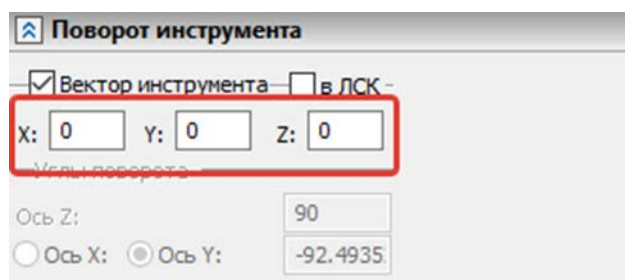 Поворот инструмента
Вектор инструмента в ЛСК
X: 0 Y: 0 Z: 0
Углы поворота
Ось Z: 90
Ось X: Ось Y: -92.4935